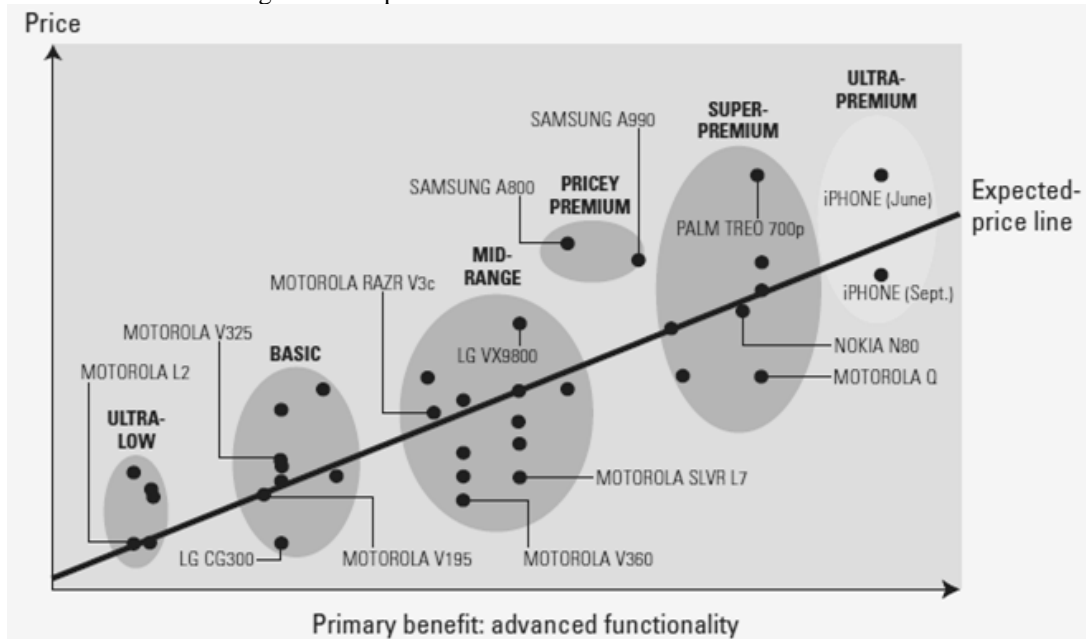 Price
ULTRA-
PREMIUM
SUPER-
PREMIUM
SAMSUNG A990
SAMSUNG A800
PRICEY
PREMIUM
iPHONE (June)
Expected-
price line
PALM TREO 700p
MID-
RANGE
MOTOROLA RAZR V3c
iPHONE (Sept.)
MOTOROLA V325
BASIC
LG VX9800
NOKIA N80
MOTOROLA L2
MOTOROLA Q
ULTRA-
LOW
MOTOROLA SLVR L7
LG CG300
MOTOROLA V195
MOTOROLA V360
Primary benefit: advanced functionality